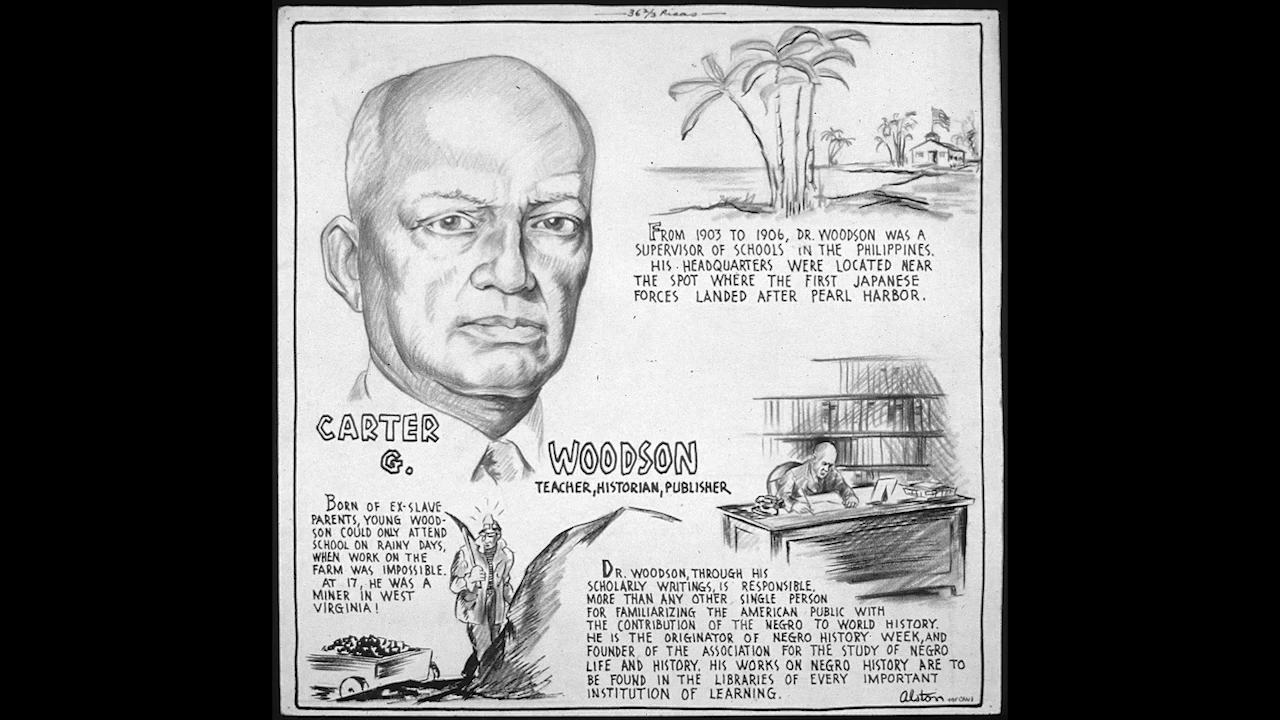 36 2/3 Picas
FROM 1903 TO 1906, DR. WOODSON WAS A
SUPERVISOR OF SCHOOLS IN THE PHILIPPINES.
HIS HEADQUARTERS WERE LOCATED NEAR
THE SPOT WHERE THE FIRST JAPANESE
FORCES LANDED AFTER PEARL HARBOR.
CARTER
G.
WOODSON
TEACHER, HISTORIAN, PUBLISHER
BORN OF EX-SLAVE
PARENTS, YOUNG WOOD-
SON COULD ONLY ATTEND
SCHOOL ON RAINY DAYS,
WHEN WORK ON THE
FARM WAS IMPOSSIBLE.
AT 17, HE WAS A
MINER IN WEST
VIRGINIA!
DR. WOODSON, THROUGH HIS
SCHOLARLY WRITINGS, IS RESPONSIBLE,
MORE THAN ANY OTHER SINGLE PERSON
FOR FAMILIARIZING THE AMERICAN PUBLIC WITH
THE CONTRIBUTION OF THE NEGRO TO WORLD HISTORY.
HE IS THE ORIGINATOR OF NEGRO HISTORY WEEK, AND
FOUNDER OF THE ASSOCIATION FOR THE STUDY OF NEGRO
LIFE AND HISTORY. HIS WORKS ON NEGRO HISTORY ARE TO
BE FOUND IN THE LIBRARIES OF EVERY IMPORTANT
INSTITUTION OF LEARNING.
Alston